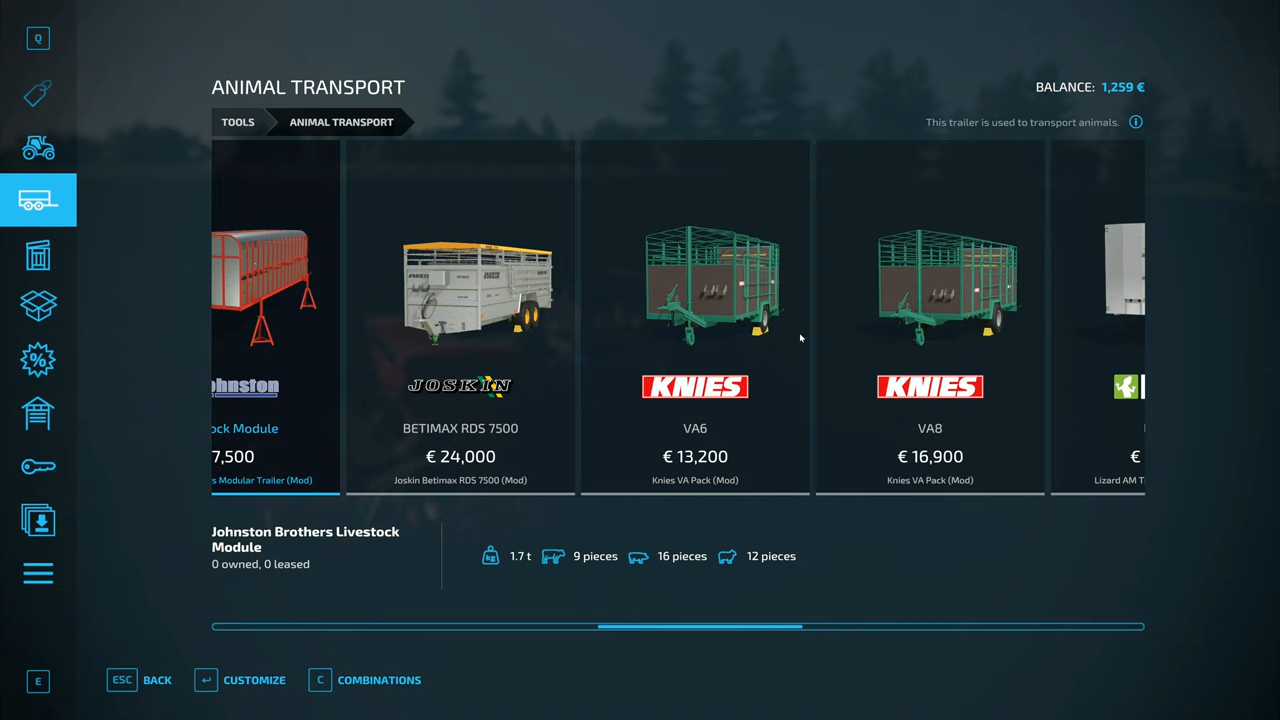 Q
ANIMAL TRANSPORT
BALANCE: 1,259 €
TOOLS
ANIMAL TRANSPORT
This trailer is used to transport animals.
ohnston
JOSKIN
KNIES
KNIES
ock Module
BETIMAX RDS 7500
VA6
VA8
7,500
€ 24,000
€ 13,200
€ 16,900
€
s Modular Trailer (Mod)
Joskin Betimax RDS 7500 (Mod)
Knies VA Pack (Mod)
Knies VA Pack (Mod)
Lizard AM T
Johnston Brothers Livestock
Module
0 owned, 0 leased
kg 1.7 t 9 pieces 16 pieces 12 pieces
E
ESC BACK CUSTOMIZE C COMBINATIONS